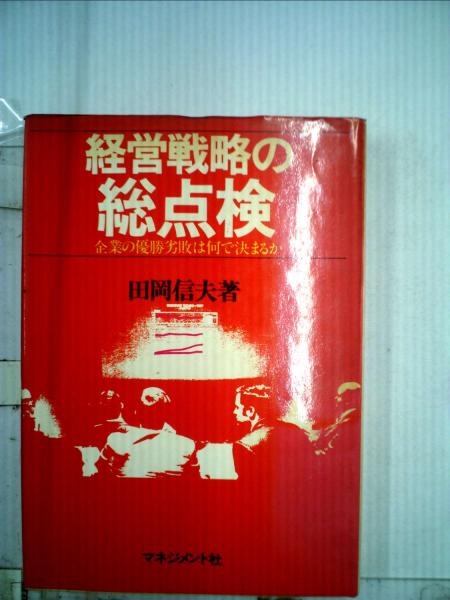 経営戦略の
総点検
企業の優勝劣敗は何で決まるか
田岡信夫著
マネジメント社